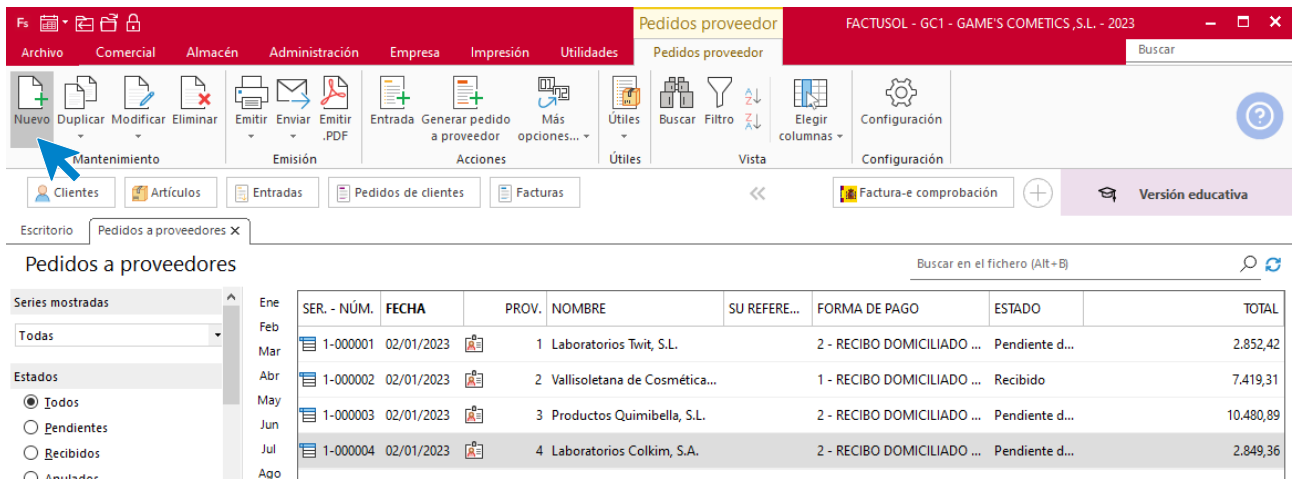 Fs
Pedidos proveedor
FACTUSOL - GC1 - GAME'S COMETICS ,S.L. - 2023
Archivo Comercial Almacén Administración Empresa Impresión Utilidades Pedidos proveedor Buscar
Nuevo Duplicar Modificar Eliminar Emitir Enviar Emitir .PDF Entrada Generar pedido a proveedor Más opciones... Útiles Buscar Filtro Elegir columnas Configuración
Mantenimiento Emisión Acciones Útiles Vista Configuración
Clientes Artículos Entradas Pedidos de clientes Facturas Factura-e comprobación Versión educativa
Escritorio Pedidos a proveedores
Pedidos a proveedores Buscar en el fichero (Alt+B)
Series mostradas
Todas
Estados
Todos
Pendientes
Recibidos
Anulados
Ene
Feb
Mar
Abr
May
Jun
Jul
Ago
SER. - NÚM. FECHA PROV. NOMBRE SU REFERE... FORMA DE PAGO ESTADO TOTAL
1-000001 02/01/2023 1 Laboratorios Twit, S.L. 2 - RECIBO DOMICILIADO ... Pendiente d... 2.852,42
1-000002 02/01/2023 2 Vallisoletana de Cosmética... 1 - RECIBO DOMICILIADO ... Recibido 7.419,31
1-000003 02/01/2023 3 Productos Quimibella, S.L. 2 - RECIBO DOMICILIADO ... Pendiente d... 10.480,89
1-000004 02/01/2023 4 Laboratorios Colkim, S.A. 2 - RECIBO DOMICILIADO ... Pendiente d... 2.849,36